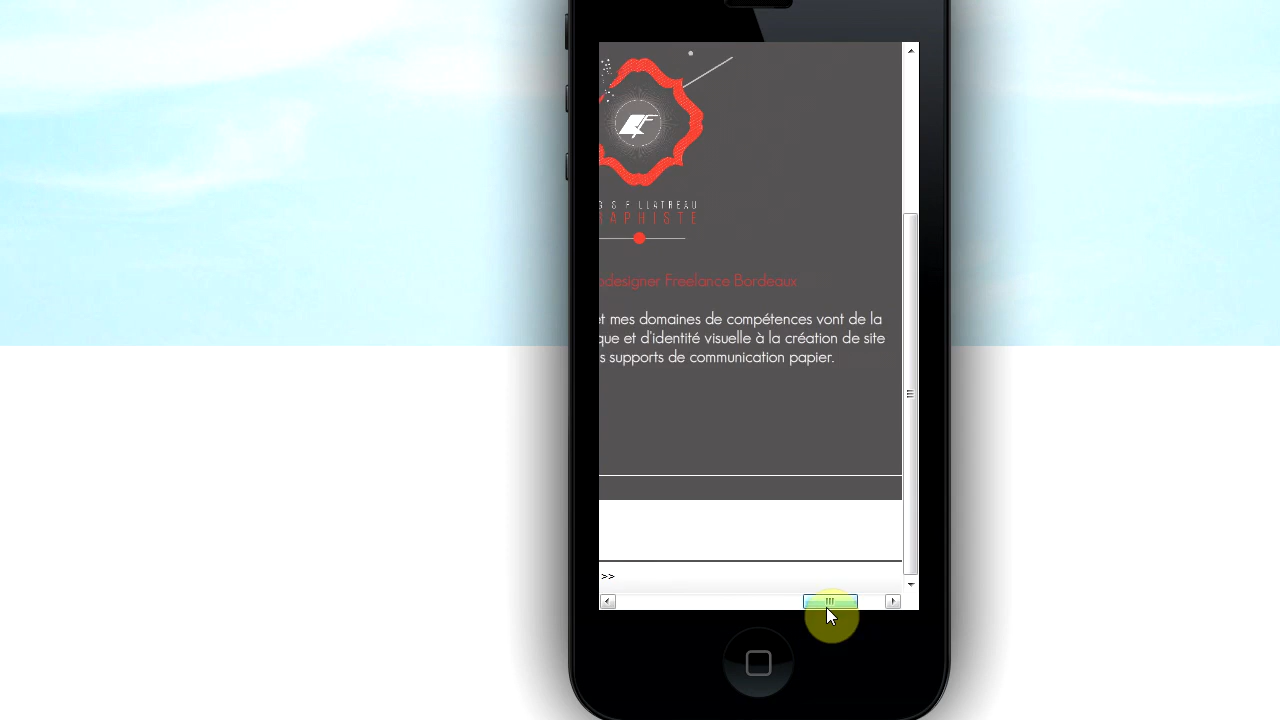 APHISTE
designer Freelance Bordeaux
et mes domaines de compétences vont de la
que et d'identité visuelle à la création de site
s supports de communication papier.
>>